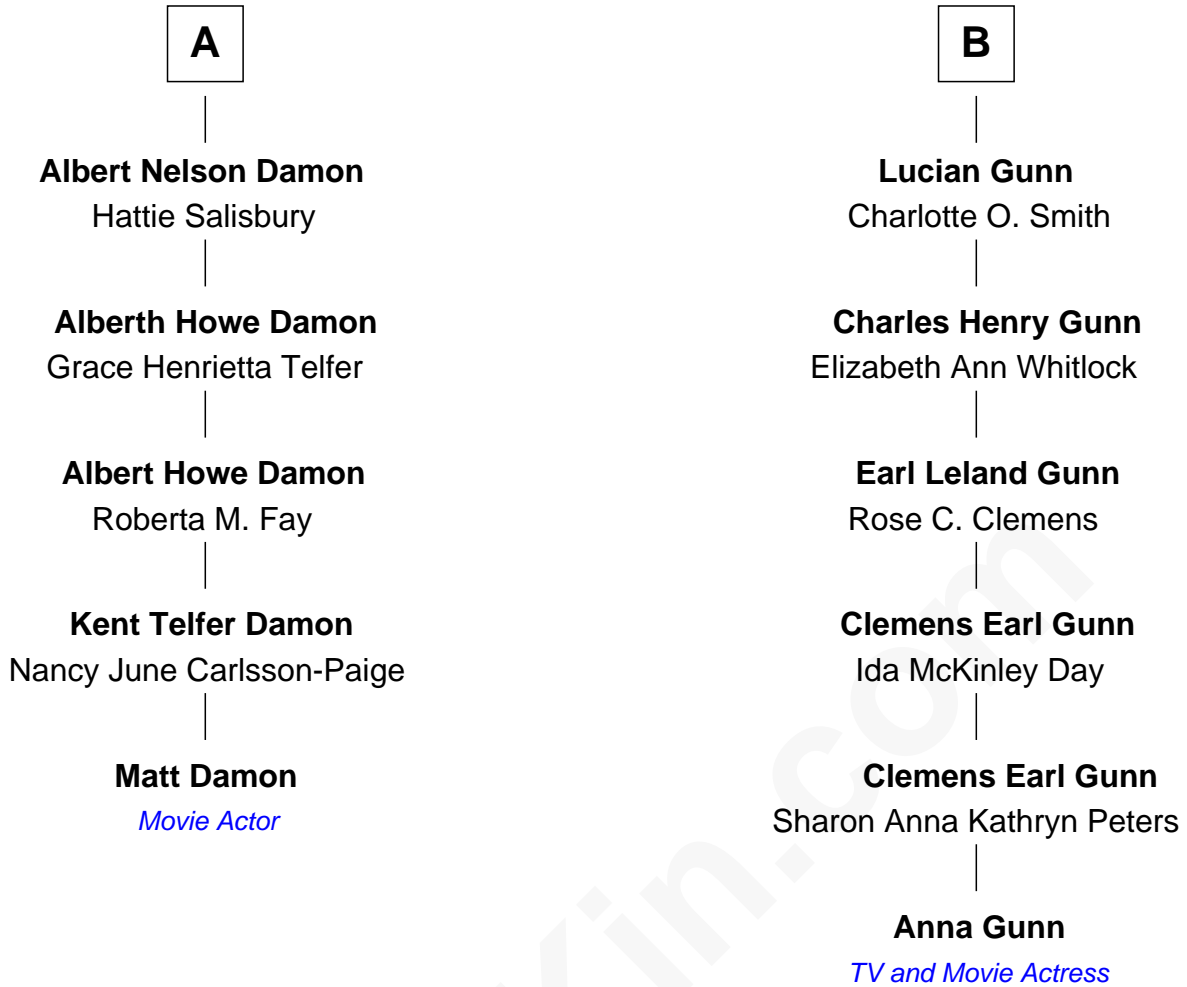 A
Albert Nelson Damon
Hattie Salisbury
Alberth Howe Damon
Grace Henrietta Telfer
Albert Howe Damon
Roberta M. Fay
Kent Telfer Damon
Nancy June Carlsson-Paige
Matt Damon
Movie Actor
B
Lucian Gunn
Charlotte O. Smith
Charles Henry Gunn
Elizabeth Ann Whitlock
Earl Leland Gunn
Rose C. Clemens
Clemens Earl Gunn
Ida McKinley Day
Clemens Earl Gunn
Sharon Anna Kathryn Peters
Anna Gunn
TV and Movie Actress
Kin.com